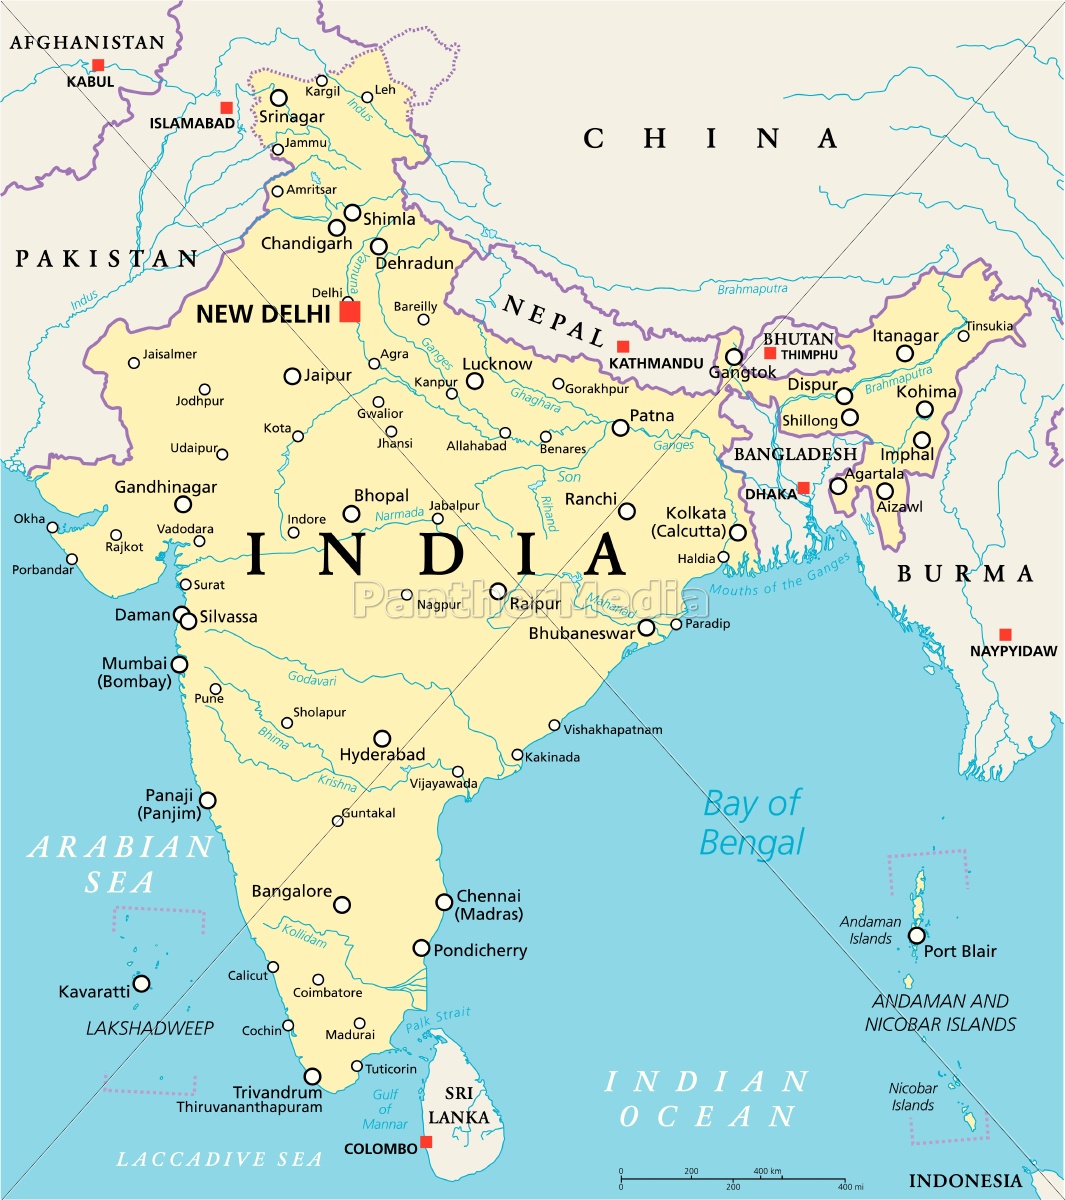 AFGHANISTAN
KABUL
ISLAMABAD
Srinagar
Kargil
Leh
Indus
Jammu
Amritsar
CHINA
Shimla
Chandigarh
Dehradun
PAKISTAN
Indus
Yamuna
Delhi
NEW DELHI
Bareilly
NEPAL
KATHMANDU
Brahmaputra
BHUTAN
THIMPHU
Gangtok
Itanagar
Tinsukia
Jaisalmer
Agra
Ganges
Lucknow
Jaipur
Kanpur
Gorakhpur
Dispur
Brahmaputra
Kohima
Jodhpur
Gwalior
Ghaghara
Patna
Shillong
Kota
Jhansi
Allahabad
Benares
Ganges
BANGLADESH
Imphal
Udaipur
Son
Agartala
Gandhinagar
Bhopal
Jabalpur
Rihand
Ranchi
DHAKA
Aizawl
Okha
Vadodara
Indore
Narmada
Kolkata
(Calcutta)
Rajkot
Haldia
Porbandar
INDIA
Mouths of the Ganges
BURMA
Surat
PantherMedia
Nagpur
Raipur
Mahanad
Daman
Silvassa
Bhubaneswar
Paradip
NAYPYIDAW
Mumbai
(Bombay)
Godavari
Pune
Sholapur
Bhima
Vishakhapatnam
Hyderabad
Kakinada
Krishna
Vijayawada
Panaji
(Panjim)
Guntakal
Bay of
Bengal
ARABIAN
SEA
Bangalore
Chennai
(Madras)
Kollidam
Pondicherry
Andaman
Islands
Port Blair
Calicut
Coimbatore
Kavaratti
ANDAMAN AND
NICOBAR ISLANDS
LAKSHADWEEP
Cochin
Madurai
Palk Strait
Tuticorin
Trivandrum
Thiruvananthapuram
Gulf
of
Mannar
SRI
LANKA
INDIAN
OCEAN
Nicobar
Islands
COLOMBO
LACCADIVE SEA
0 200 400 km
0 200 400 mi
INDONESIA